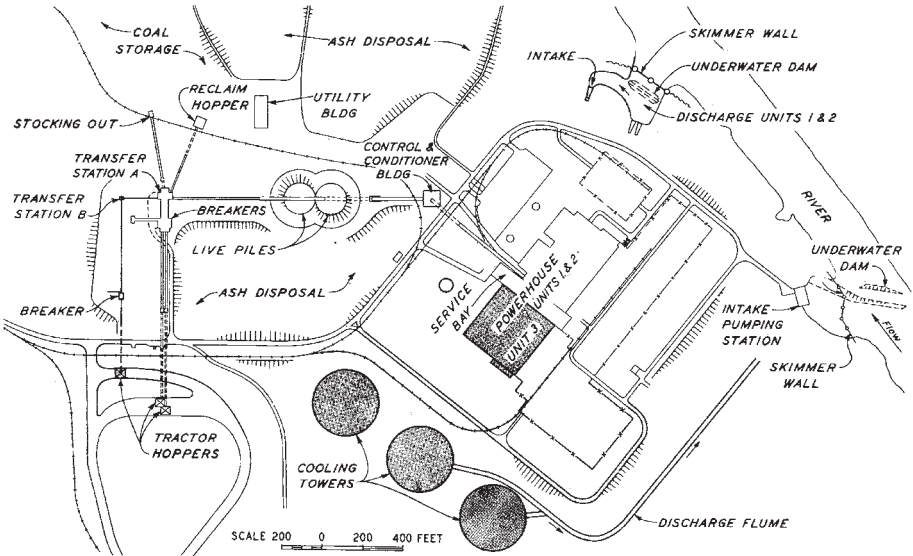 COAL
STORAGE
ASH DISPOSAL
SKIMMER WALL
INTAKE
UNDERWATER DAM
RECLAIM
HOPPER
UTILITY
BLDG
DISCHARGE UNITS 1 & 2
STOCKING OUT
CONTROL &
CONDITIONER
BLDG
TRANSFER
STATION A
TRANSFER
STATION B
BREAKERS
LIVE PILES
RIVER
UNDERWATER
DAM
ASH DISPOSAL
SERVICE
BAY
POWERHOUSE
UNITS 1 & 2
UNIT 3
BREAKER
INTAKE
PUMPING
STATION
FLOW
SKIMMER
WALL
TRACTOR
HOPPERS
COOLING
TOWERS
DISCHARGE FLUME
SCALE 200 0 200 400 FEET